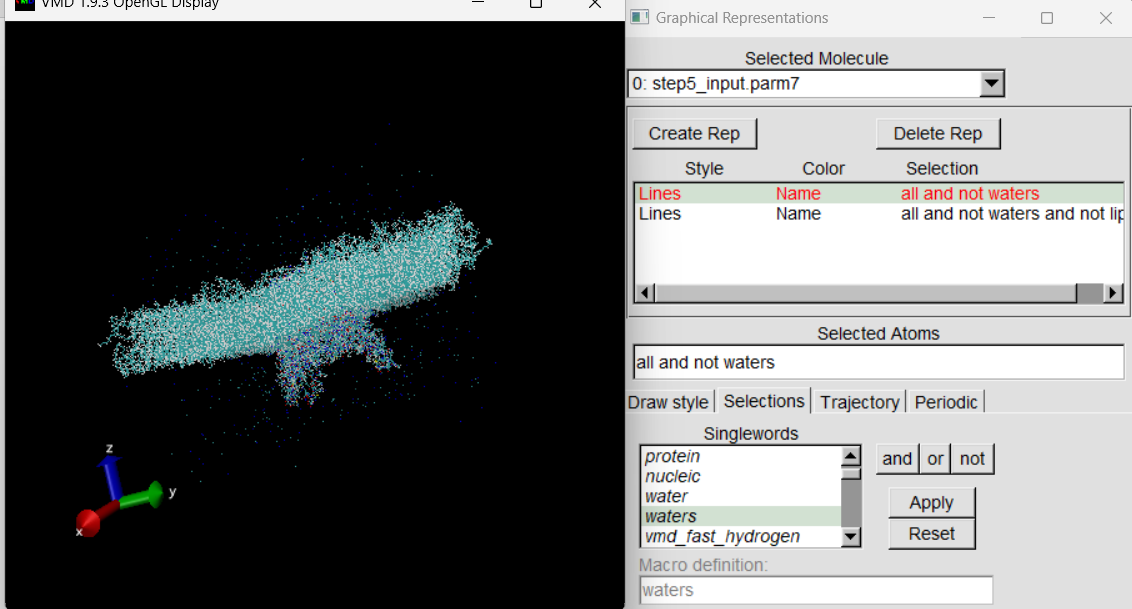 VMD 1.9.3 OpenGL Display
Graphical Representations
Selected Molecule
0: step5_input.parm7
Create Rep Delete Rep
Style Color Selection
Lines Name all and not waters
Lines Name all and not waters and not lip
Selected Atoms
all and not waters
Draw style Selections Trajectory Periodic
Singlewords
protein
nucleic
water
waters
vmd_fast_hydrogen
and or not
Apply
Reset
Macro definition:
waters
z
y
x